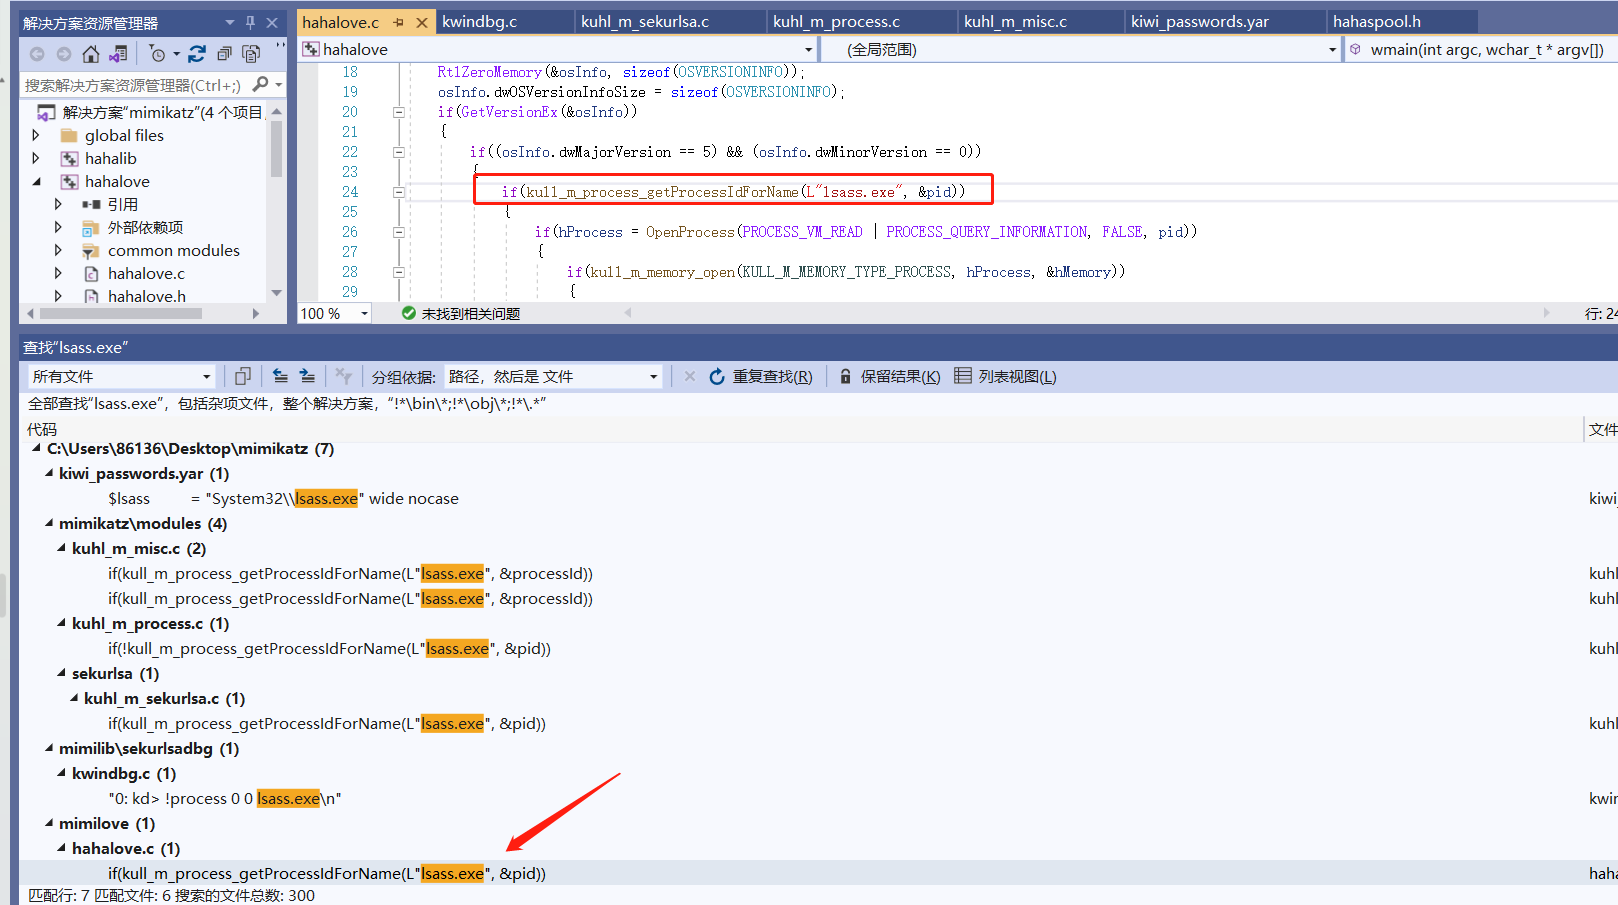 解决方案资源管理器
搜索解决方案资源管理器(Ctrl+;)
解决方案"mimikatz"(4 个项目
global files
hahalib
hahalove
引用
外部依赖项
common modules
hahalove.c
hahalove.h
hahalove.c kwindbg.c kuhl_m_sekurlsa.c kuhl_m_process.c kuhl_m_misc.c kiwi_passwords.yar hahaspool.h
hahalove (全局范围) wmain(int argc, wchar_t * argv[])
18 RtlZeroMemory(&osInfo, sizeof(OSVERSIONINFO));
19 osInfo.dwOSVersionInfoSize = sizeof(OSVERSIONINFO);
20 if(GetVersionEx(&osInfo))
21 {
22 if((osInfo.dwMajorVersion == 5) && (osInfo.dwMinorVersion == 0))
23 {
24 if(kull_m_process_getProcessIdForName(L"lsass.exe", &pid))
25 {
26 if(hProcess = OpenProcess(PROCESS_VM_READ | PROCESS_QUERY_INFORMATION, FALSE, pid))
27 {
28 if(kull_m_memory_open(KULL_M_MEMORY_TYPE_PROCESS, hProcess, &hMemory))
29 {
100 % 未找到相关问题 行: 24
查找"lsass.exe"
所有文件 分组依据: 路径，然后是 文件 重复查找(R) 保留结果(K) 列表视图(L)
全部查找"lsass.exe"，包括杂项文件，整个解决方案，"!*\bin\*;!*\obj\*;!*\.*"
代码 文件
C:\Users\86136\Desktop\mimikatz (7)
kiwi_passwords.yar (1)
$lsass = "System32\\lsass.exe" wide nocase kiwi_
mimikatz\modules (4)
kuhl_m_misc.c (2)
if(kull_m_process_getProcessIdForName(L"lsass.exe", &processId)) kuhl
if(kull_m_process_getProcessIdForName(L"lsass.exe", &processId)) kuhl
kuhl_m_process.c (1)
if(!kull_m_process_getProcessIdForName(L"lsass.exe", &pid)) kuhl
sekurlsa (1)
kuhl_m_sekurlsa.c (1)
if(kull_m_process_getProcessIdForName(L"lsass.exe", &pid)) kuhl
mimilib\sekurlsadbg (1)
kwindbg.c (1)
"0: kd> !process 0 0 lsass.exe\n" kwin
mimilove (1)
hahalove.c (1)
if(kull_m_process_getProcessIdForName(L"lsass.exe", &pid)) haha
匹配行: 7 匹配文件: 6 搜索的文件总数: 300